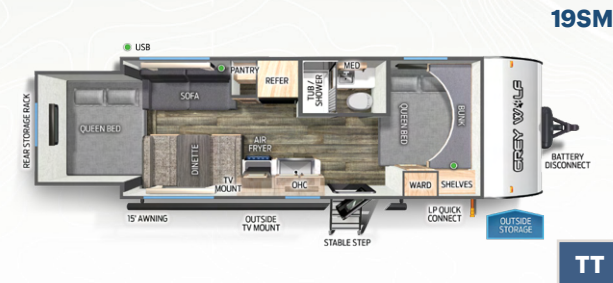 19SM
USB
PANTRY
REFER
TUB /
SHOWER
MED
SOFA
QUEEN BED
REAR STORAGE RACK
DINETTE
AIR
FRYER
TV
MOUNT
OHC
QUEEN BED
BUNK
WARD
SHELVES
GREY WOLF
BATTERY
DISCONNECT
15' AWNING
OUTSIDE
TV MOUNT
STABLE STEP
LP QUICK
CONNECT
OUTSIDE
STORAGE
TT